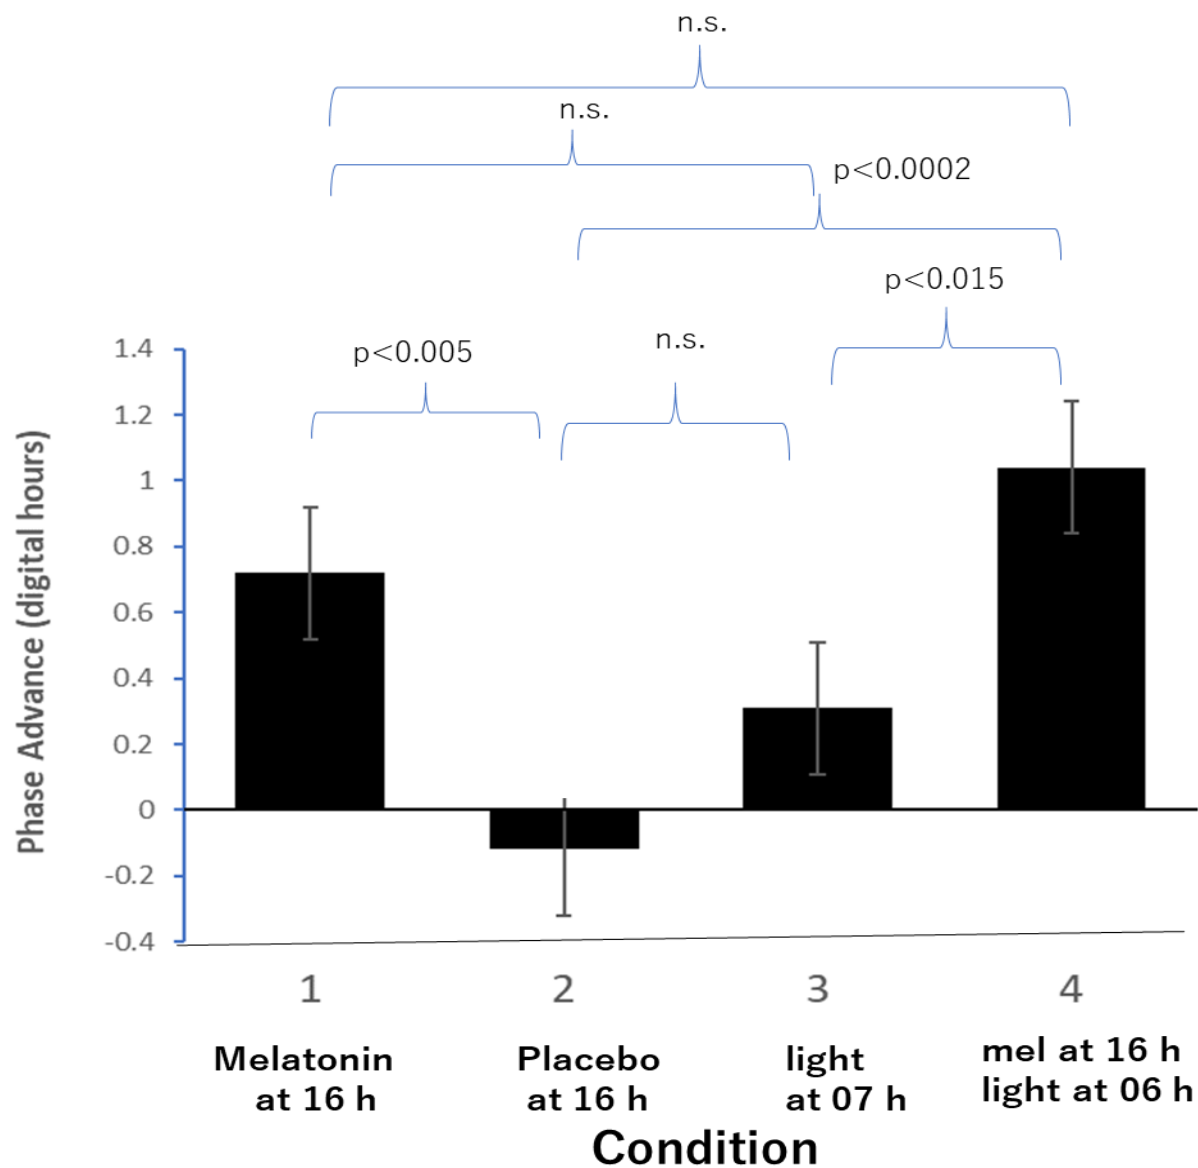 n.s.
n.s.
p<0.0002
p<0.015
n.s.
p<0.005
1.4
1.2
1
0.8
0.6
0.4
0.2
0
-0.2
-0.4
Phase Advance (digital hours)
1 2 3 4
Melatonin
at 16 h
Placebo
at 16 h
light
at 07 h
mel at 16 h
light at 06 h
Condition